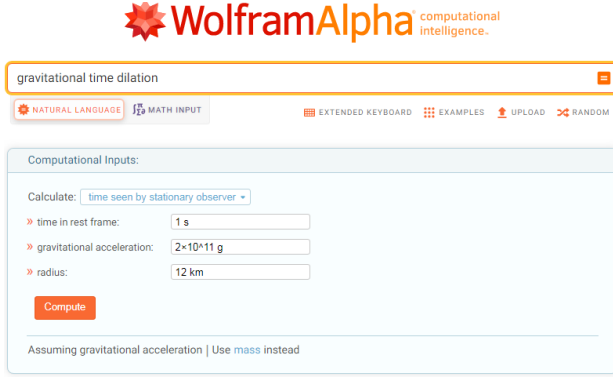 WolframAlpha computational intelligence.
gravitational time dilation
NATURAL LANGUAGE MATH INPUT EXTENDED KEYBOARD EXAMPLES UPLOAD RANDOM
Computational Inputs:
Calculate: time seen by stationary observer
» time in rest frame: 1 s
» gravitational acceleration: 2×10^11 g
» radius: 12 km
Compute
Assuming gravitational acceleration | Use mass instead